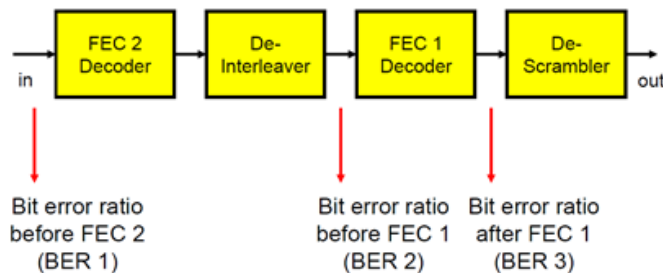 FEC 2
Decoder
De-
Interleaver
FEC 1
Decoder
De-
Scrambler
in
out
Bit error ratio
before FEC 2
(BER 1)
Bit error ratio
before FEC 1
(BER 2)
Bit error ratio
after FEC 1
(BER 3)